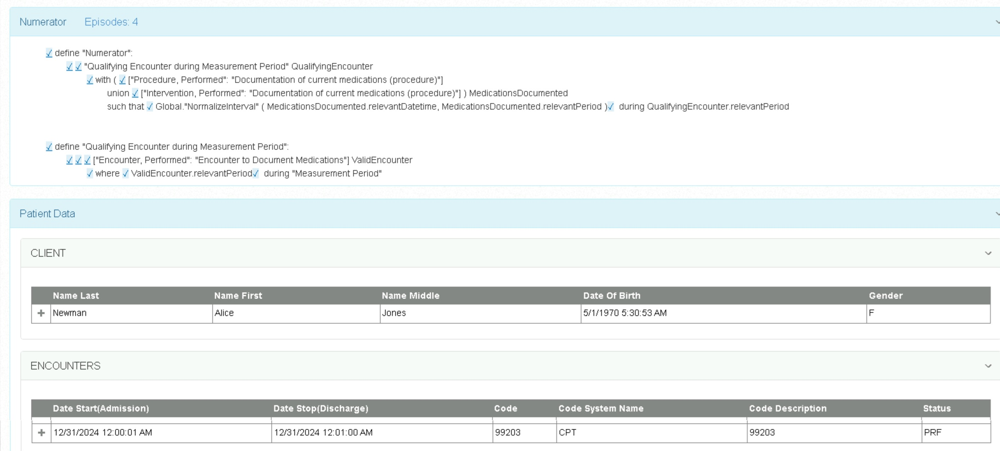 Numerator Episodes: 4
✓ define "Numerator":
✓ ✓ "Qualifying Encounter during Measurement Period" QualifyingEncounter
✓ with ( ✓ ["Procedure, Performed": "Documentation of current medications (procedure)"]
union ✓ ["Intervention, Performed": "Documentation of current medications (procedure)"] ) MedicationsDocumented
such that ✓ Global."NormalizeInterval" ( MedicationsDocumented.relevantDatetime, MedicationsDocumented.relevantPeriod )✓ during QualifyingEncounter.relevantPeriod
✓ define "Qualifying Encounter during Measurement Period":
✓ ✓ ✓ ["Encounter, Performed": "Encounter to Document Medications"] ValidEncounter
✓ where ✓ ValidEncounter.relevantPeriod✓ during "Measurement Period"
Patient Data
CLIENT
Name Last Name First Name Middle Date Of Birth Gender
Newman Alice Jones 5/1/1970 5:30:53 AM F
ENCOUNTERS
Date Start(Admission) Date Stop(Discharge) Code Code System Name Code Description Status
12/31/2024 12:00:01 AM 12/31/2024 12:01:00 AM 99203 CPT 99203 PRF